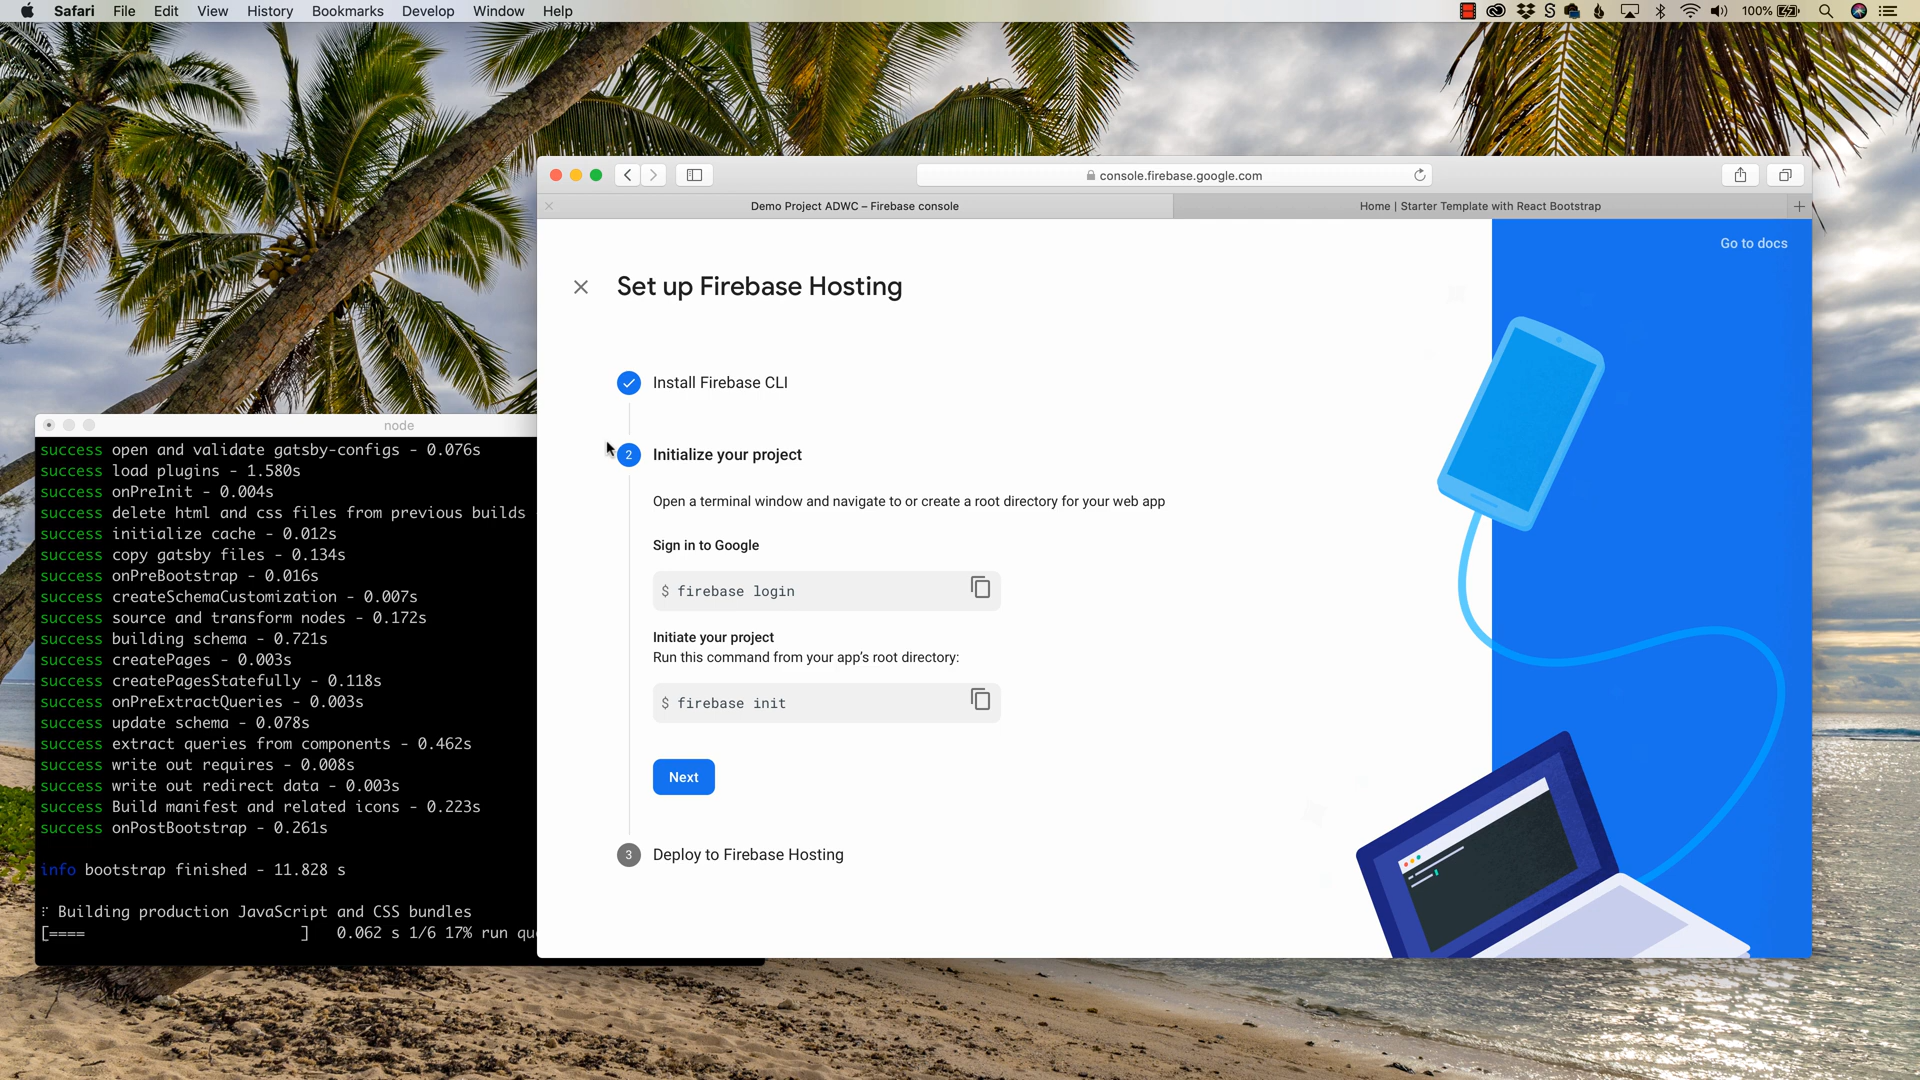 Safari File Edit View History Bookmarks Develop Window Help
100%
console.firebase.google.com
Demo Project ADWC – Firebase console
Home | Starter Template with React Bootstrap
Go to docs
Set up Firebase Hosting
Install Firebase CLI
2 Initialize your project
Open a terminal window and navigate to or create a root directory for your web app
Sign in to Google
$ firebase login
Initiate your project
Run this command from your app's root directory:
$ firebase init
Next
3 Deploy to Firebase Hosting
node
success open and validate gatsby-configs - 0.076s
success load plugins - 1.580s
success onPreInit - 0.004s
success delete html and css files from previous builds
success initialize cache - 0.012s
success copy gatsby files - 0.134s
success onPreBootstrap - 0.016s
success createSchemaCustomization - 0.007s
success source and transform nodes - 0.172s
success building schema - 0.721s
success createPages - 0.003s
success createPagesStatefully - 0.118s
success onPreExtractQueries - 0.003s
success update schema - 0.078s
success extract queries from components - 0.462s
success write out requires - 0.008s
success write out redirect data - 0.003s
success Build manifest and related icons - 0.223s
success onPostBootstrap - 0.261s
info bootstrap finished - 11.828 s
Building production JavaScript and CSS bundles
[==== ] 0.062 s 1/6 17% run